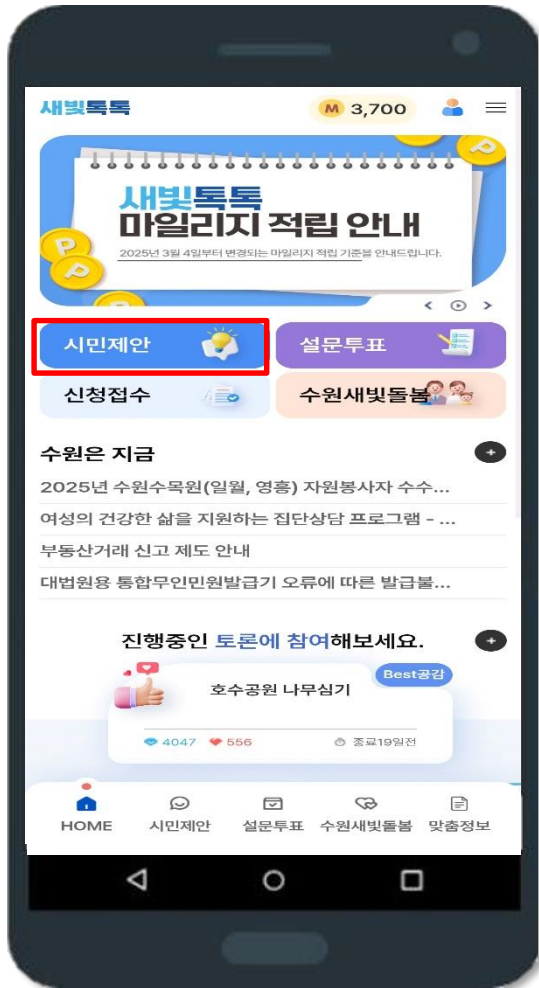 새빛톡톡
M 3,700
새빛톡톡
마일리지 적립 안내
2025년 3월 4일부터 변경되는 마일리지 적립 기준을 안내드립니다.
시민제안
설문투표
신청접수
수원새빛돌봄
수원은 지금
2025년 수원수목원(일월, 영흥) 자원봉사자 수수...
여성의 건강한 삶을 지원하는 집단상담 프로그램 - ...
부동산거래 신고 제도 안내
대법원용 통합무인민원발급기 오류에 따른 발급불...
진행중인 토론에 참여해보세요.
Best공감
호수공원 나무심기
4047 556 종료19일전
HOME 시민제안 설문투표 수원새빛돌봄 맞춤정보